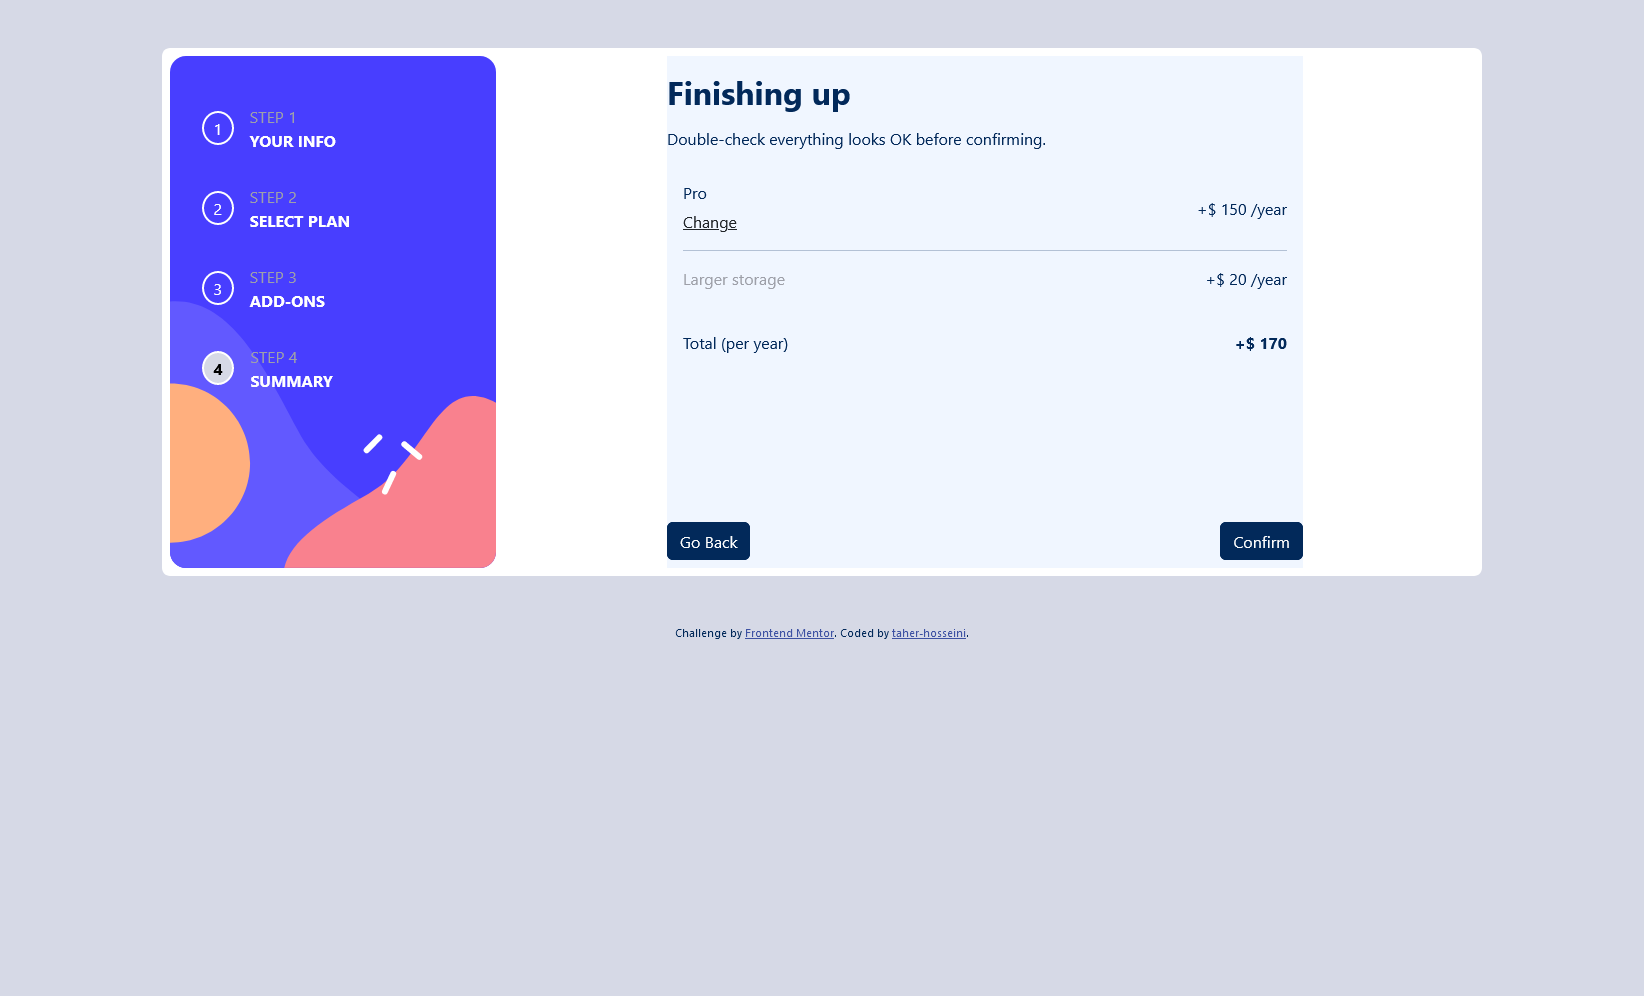 1
STEP 1
YOUR INFO
2
STEP 2
SELECT PLAN
3
STEP 3
ADD-ONS
4
STEP 4
SUMMARY
Finishing up
Double-check everything looks OK before confirming.
Pro
Change
+$ 150 /year
Larger storage
+$ 20 /year
Total (per year)
+$ 170
Go Back
Confirm
Challenge by Frontend Mentor. Coded by taher-hosseini.